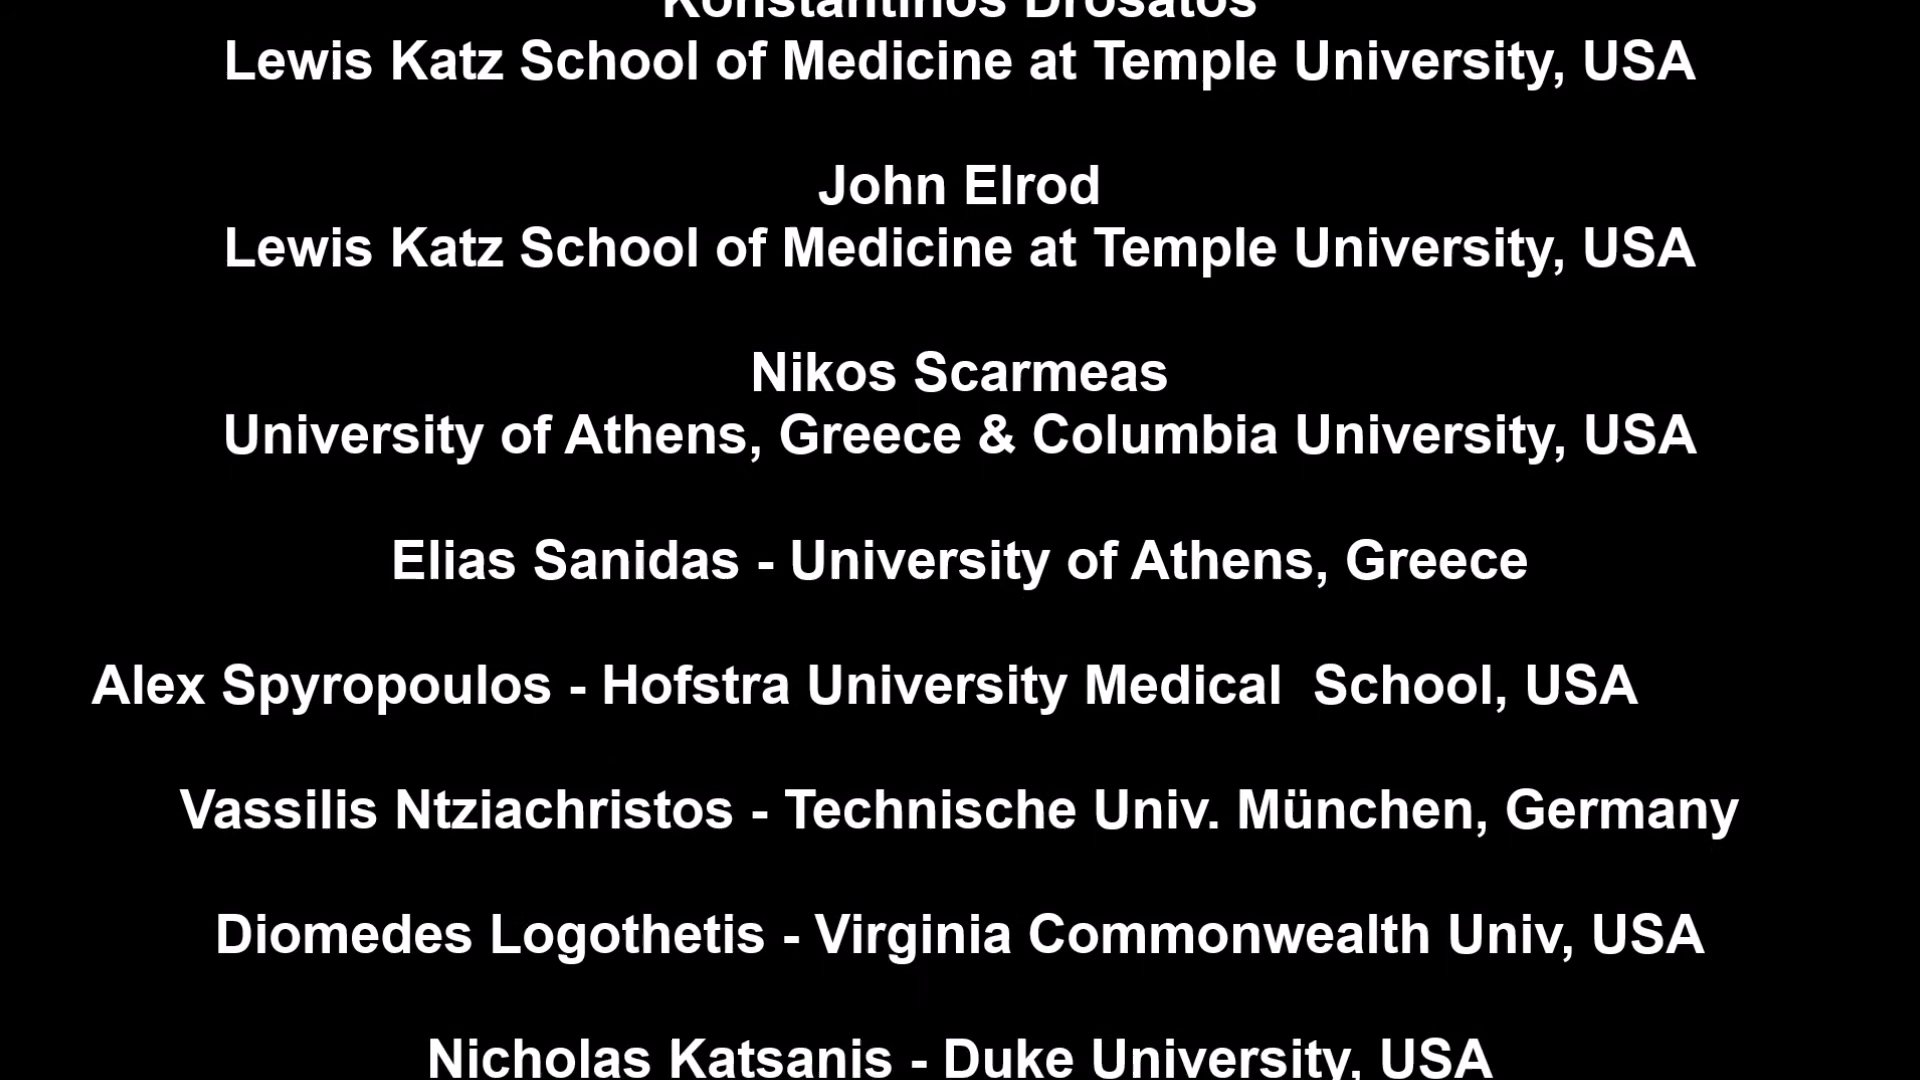 Konstantinos Drosatos
Lewis Katz School of Medicine at Temple University, USA
John Elrod
Lewis Katz School of Medicine at Temple University, USA
Nikos Scarmeas
University of Athens, Greece & Columbia University, USA
Elias Sanidas - University of Athens, Greece
Alex Spyropoulos - Hofstra University Medical  School, USA
Vassilis Ntziachristos - Technische Univ. München, Germany
Diomedes Logothetis - Virginia Commonwealth Univ, USA
Nicholas Katsanis - Duke University, USA